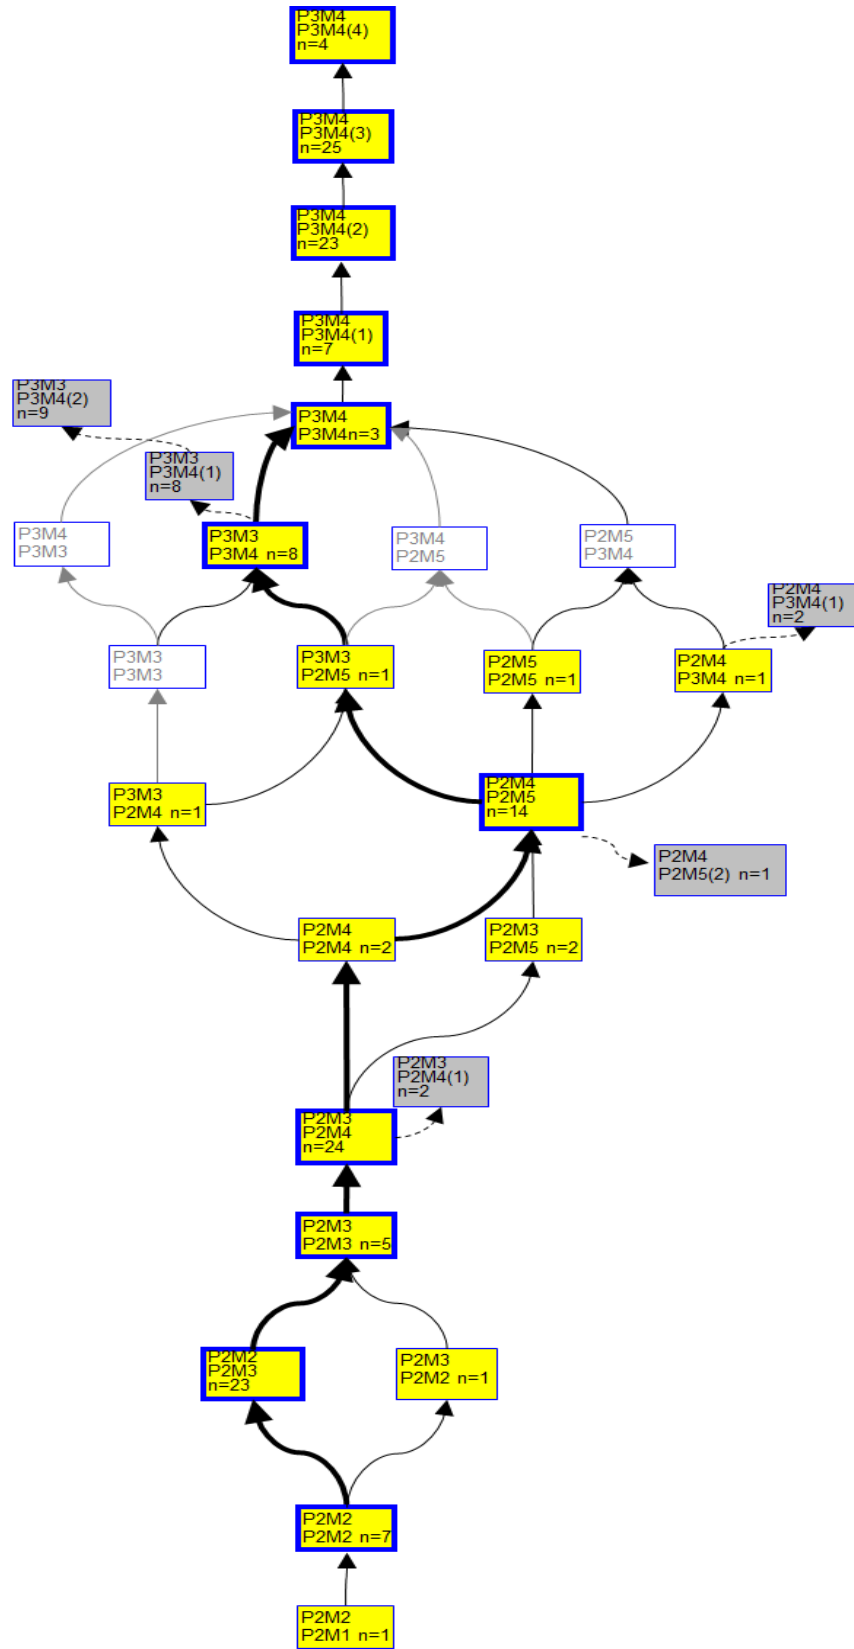 P3M4
P3M4(4)
n=4
P3M4
P3M4(3)
n=25
P3M4
P3M4(2)
n=23
P3M4
P3M4(1)
n=7
P3M3
P3M4(2)
n=9
P3M4
P3M4n=3
P3M3
P3M4(1)
n=8
P3M4
P3M3
P3M3
P3M4 n=8
P3M4
P2M5
P2M5
P3M4
P2M4
P3M4(1)
n=2
P3M3
P3M3
P3M3
P2M5 n=1
P2M5
P2M5 n=1
P2M4
P3M4 n=1
P3M3
P2M4 n=1
P2M4
P2M5
n=14
P2M4
P2M5(2) n=1
P2M4
P2M4 n=2
P2M3
P2M5 n=2
P2M3
P2M4(1)
n=2
P2M3
P2M4
n=24
P2M3
P2M3 n=5
P2M2
P2M3
n=23
P2M3
P2M2 n=1
P2M2
P2M2 n=7
P2M2
P2M1 n=1